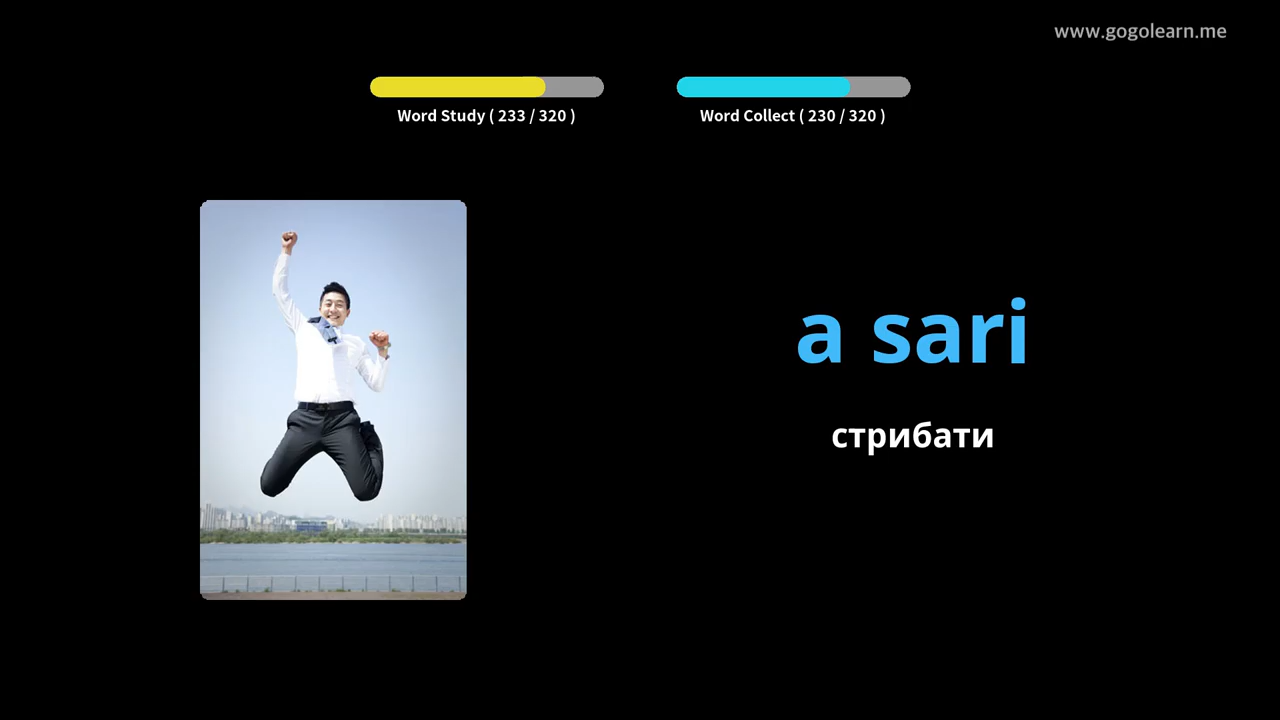 www.gogolearn.me
Word Study ( 233 / 320 )
Word Collect ( 230 / 320 )
a sari
стрибати